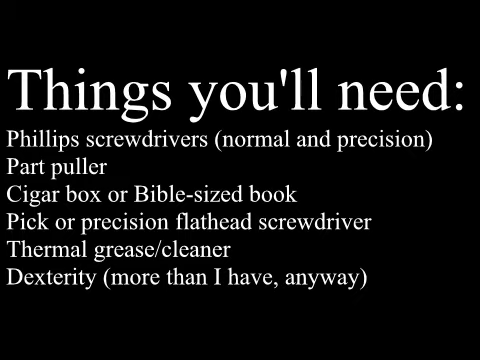 Things you'll need:
Phillips screwdrivers (normal and precision)
Part puller
Cigar box or Bible-sized book
Pick or precision flathead screwdriver
Thermal grease/cleaner
Dexterity (more than I have, anyway)